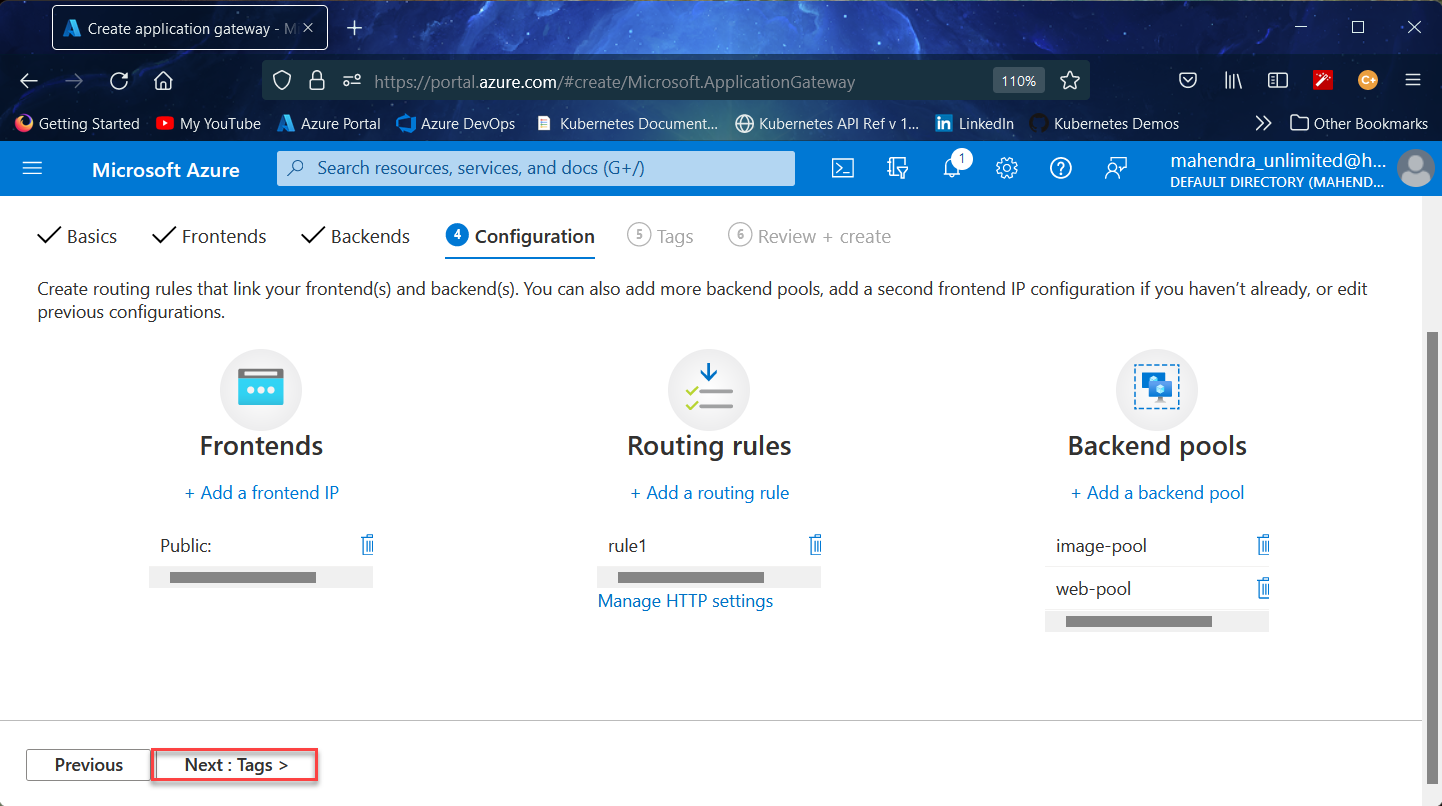 Create application gateway - M
https://portal.azure.com/#create/Microsoft.ApplicationGateway
110%
C+
Getting Started
My YouTube
Azure Portal
Azure DevOps
Kubernetes Document...
Kubernetes API Ref v 1...
LinkedIn
Kubernetes Demos
Other Bookmarks
Microsoft Azure
Search resources, services, and docs (G+/)
1
mahendra_unlimited@h...
DEFAULT DIRECTORY (MAHEND...
Basics
Frontends
Backends
4 Configuration
5 Tags
6 Review + create
Create routing rules that link your frontend(s) and backend(s). You can also add more backend pools, add a second frontend IP configuration if you haven't already, or edit
previous configurations.
Frontends
Routing rules
Backend pools
+ Add a frontend IP
+ Add a routing rule
+ Add a backend pool
Public:
rule1
image-pool
web-pool
Manage HTTP settings
Previous
Next : Tags >